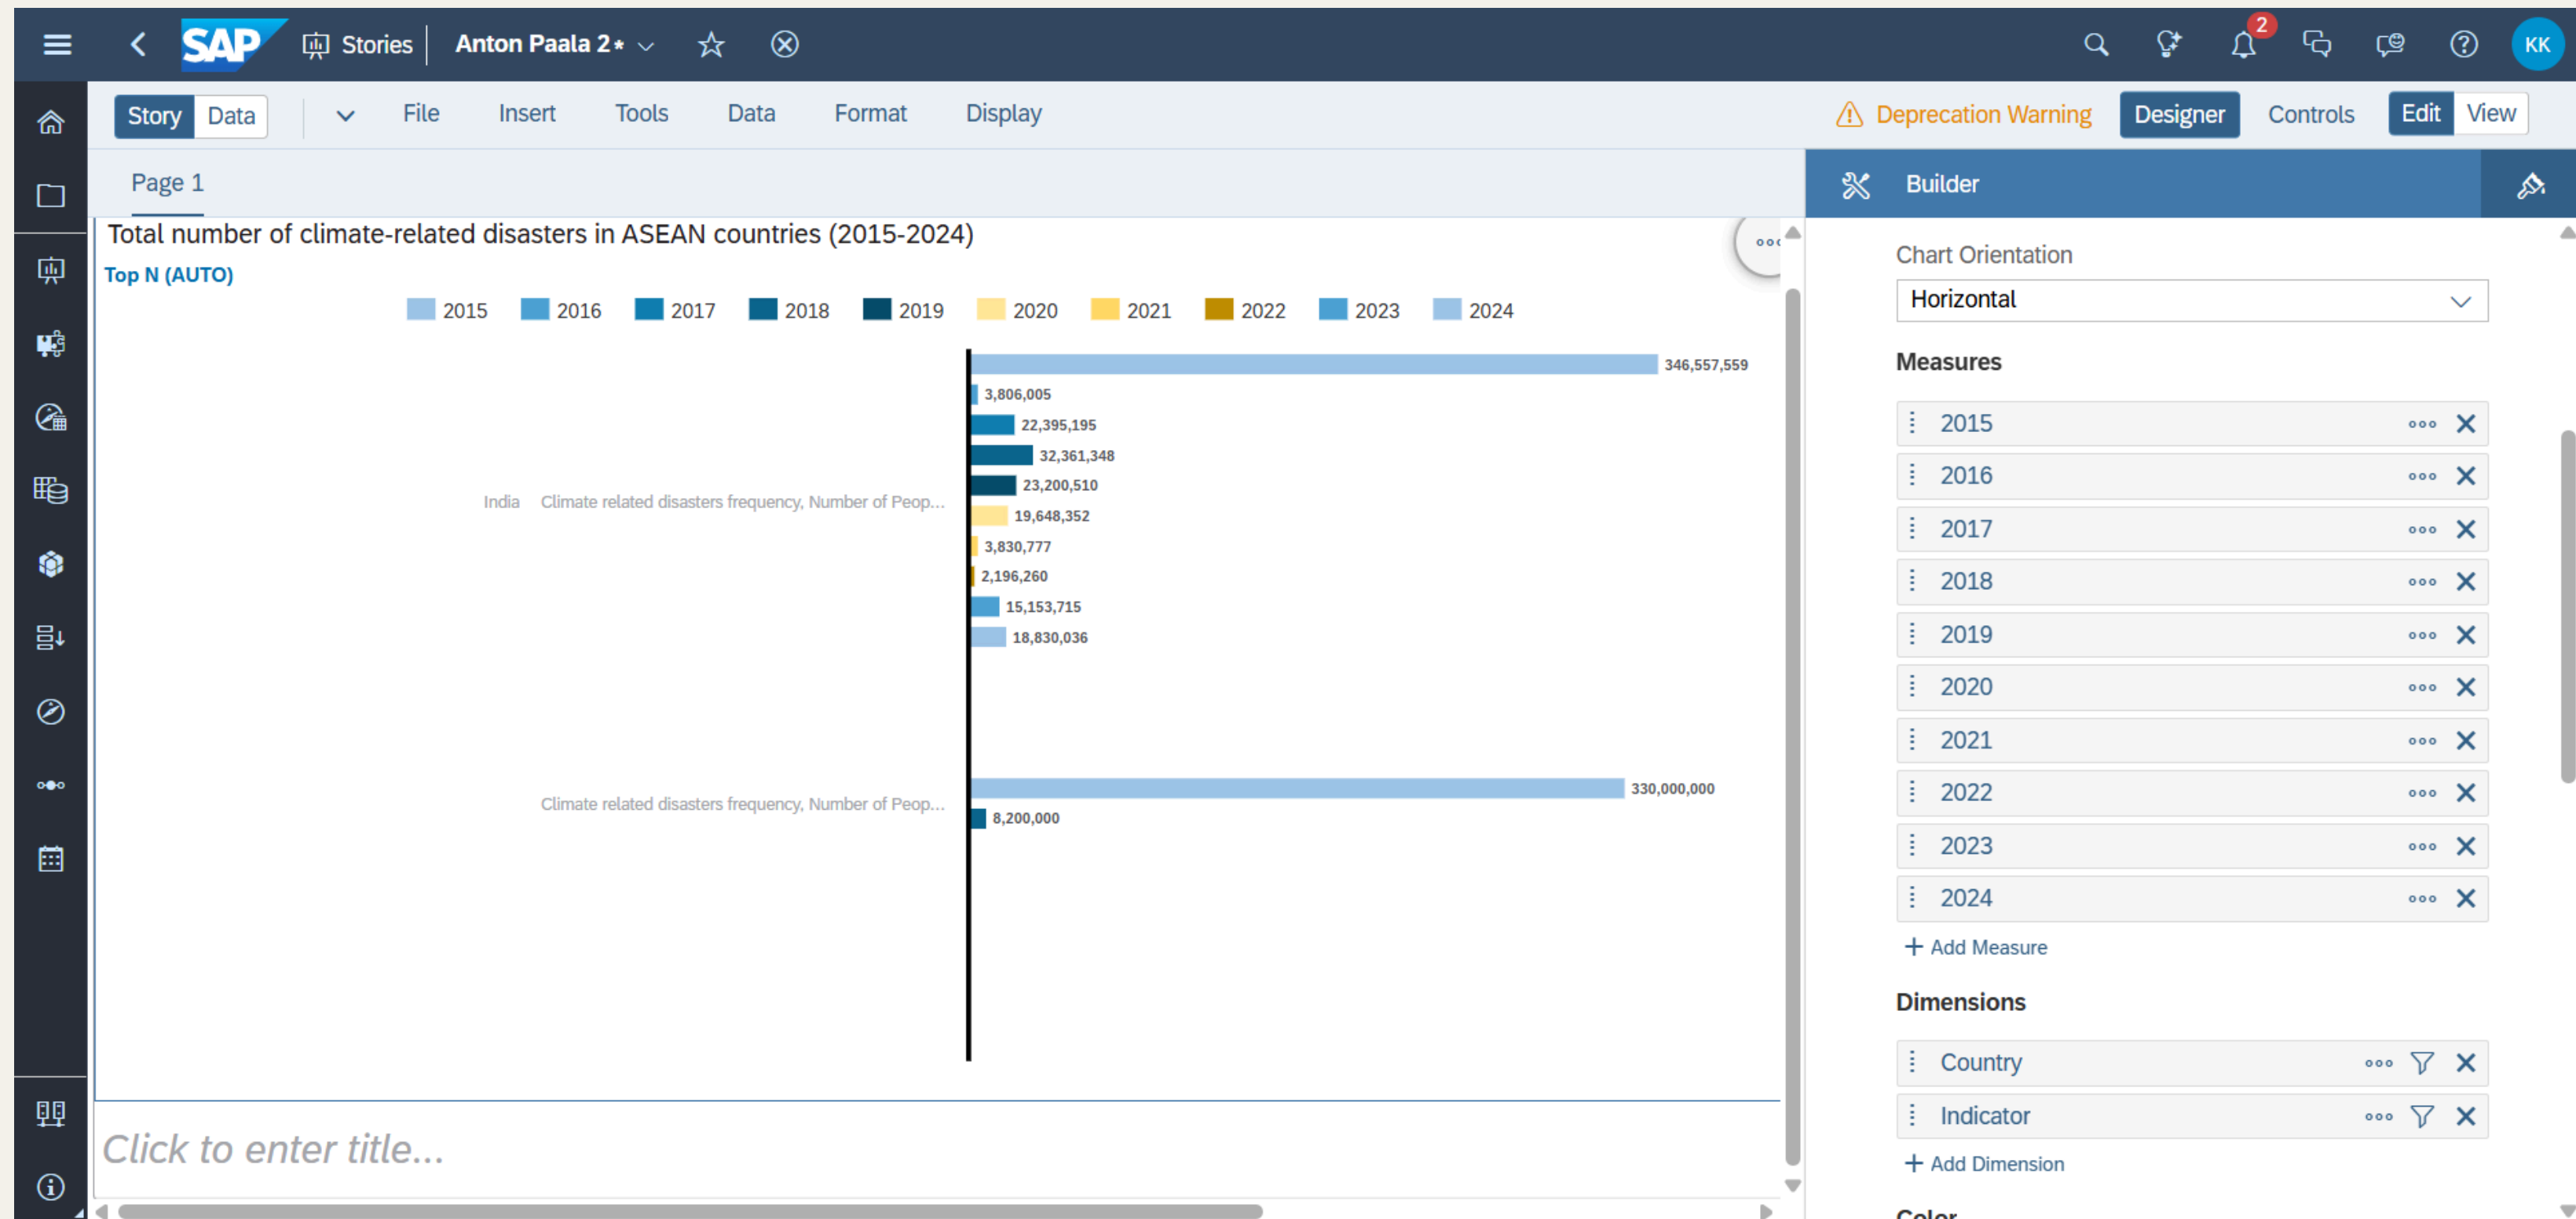 SAP Stories Anton Paala 2* 2 KK
Story Data File Insert Tools Data Format Display Deprecation Warning Designer Controls Edit View
Page 1
Builder
Total number of climate-related disasters in ASEAN countries (2015-2024)
Top N (AUTO)
2015 2016 2017 2018 2019 2020 2021 2022 2023 2024
346,557,559
3,806,005
22,395,195
32,361,348
23,200,510
India Climate related disasters frequency, Number of Peop...
19,648,352
3,830,777
2,196,260
15,153,715
18,830,036
330,000,000
Climate related disasters frequency, Number of Peop...
8,200,000
Click to enter title...
Chart Orientation
Horizontal
Measures
2015
2016
2017
2018
2019
2020
2021
2022
2023
2024
+ Add Measure
Dimensions
Country
Indicator
+ Add Dimension
Color